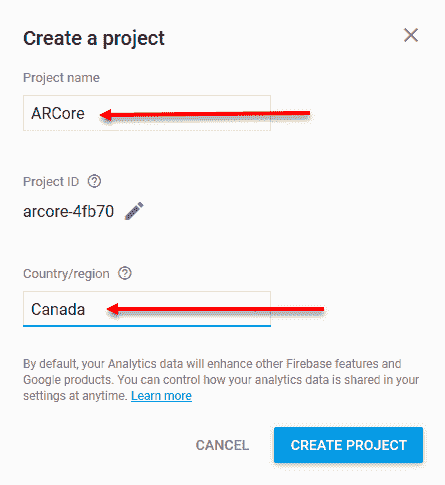 Create a project
Project name
ARCore
Project ID
arcore-4fb70
Country/region
Canada
By default, your Analytics data will enhance other Firebase features and
Google products. You can control how your analytics data is shared in your
settings at anytime. Learn more
CANCEL
CREATE PROJECT